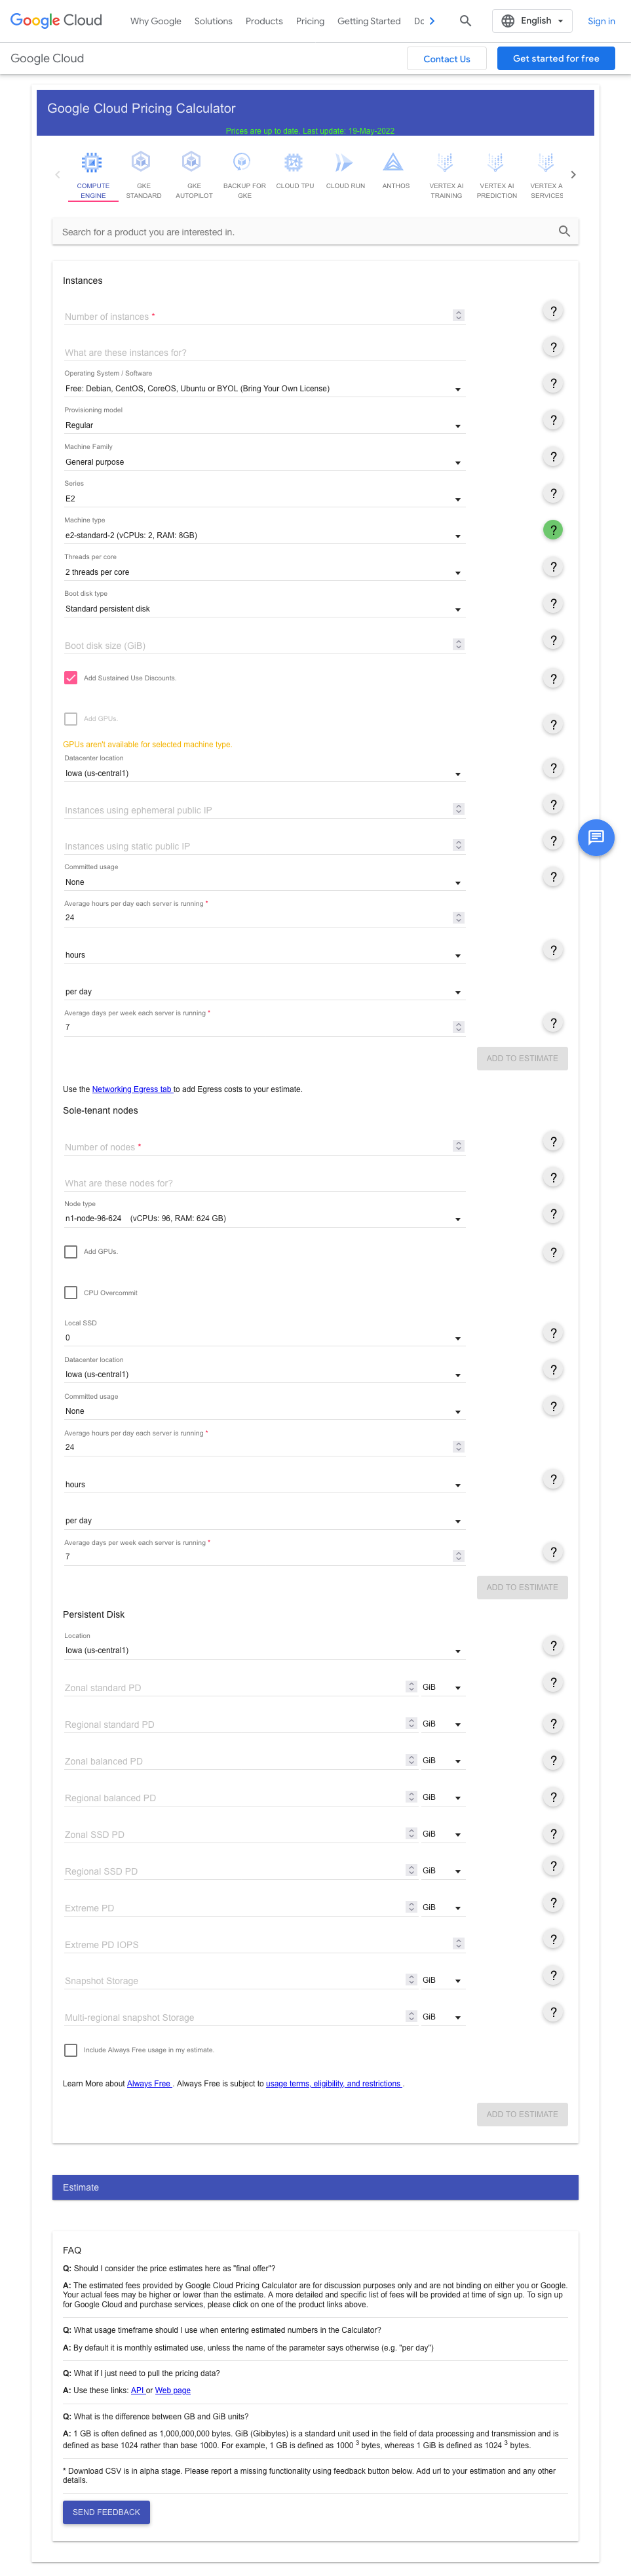 Google Cloud
Why Google
Solutions
Products
Pricing
Getting Started
English
Sign in
Google Cloud
Contact Us
Get started for free
Google Cloud Pricing Calculator
Prices are up to date. Last update: 19-May-2022
COMPUTE
ENGINE
GKE
STANDARD
GKE
AUTOPILOT
BACKUP FOR
GKE
CLOUD TPU
CLOUD RUN
ANTHOS
VERTEX AI
TRAINING
VERTEX AI
PREDICTION
VERTEX A
SERVICES
Search for a product you are interested in.
Instances
Number of instances *
What are these instances for?
Operating System / Software
Free: Debian, CentOS, CoreOS, Ubuntu or BYOL (Bring Your Own License)
Provisioning model
Regular
Machine Family
General purpose
Series
E2
Machine type
e2-standard-2 (vCPUs: 2, RAM: 8GB)
Threads per core
2 threads per core
Boot disk type
Standard persistent disk
Boot disk size (GiB)
Add Sustained Use Discounts.
Add GPUs.
GPUs aren't available for selected machine type.
Datacenter location
Iowa (us-central1)
Instances using ephemeral public IP
Instances using static public IP
Committed usage
None
Average hours per day each server is running *
24
hours
per day
Average days per week each server is running *
7
ADD TO ESTIMATE
Use the Networking Egress tab to add Egress costs to your estimate.
Sole-tenant nodes
Number of nodes *
What are these nodes for?
Node type
n1-node-96-624 (vCPUs: 96, RAM: 624 GB)
Add GPUs.
CPU Overcommit
Local SSD
0
Datacenter location
Iowa (us-central1)
Committed usage
None
Average hours per day each server is running *
24
hours
per day
Average days per week each server is running *
7
ADD TO ESTIMATE
Persistent Disk
Location
Iowa (us-central1)
Zonal standard PD GiB
Regional standard PD GiB
Zonal balanced PD GiB
Regional balanced PD GiB
Zonal SSD PD GiB
Regional SSD PD GiB
Extreme PD GiB
Extreme PD IOPS
Snapshot Storage GiB
Multi-regional snapshot Storage GiB
Include Always Free usage in my estimate.
Learn More about Always Free . Always Free is subject to usage terms, eligibility, and restrictions .
ADD TO ESTIMATE
Estimate
FAQ
Q: Should I consider the price estimates here as "final offer"?
A: The estimated fees provided by Google Cloud Pricing Calculator are for discussion purposes only and are not binding on either you or Google.
Your actual fees may be higher or lower than the estimate. A more detailed and specific list of fees will be provided at time of sign up. To sign up
for Google Cloud and purchase services, please click on one of the product links above.
Q: What usage timeframe should I use when entering estimated numbers in the Calculator?
A: By default it is monthly estimated use, unless the name of the parameter says otherwise (e.g. "per day")
Q: What if I just need to pull the pricing data?
A: Use these links: API or Web page
Q: What is the difference between GB and GiB units?
A: 1 GB is often defined as 1,000,000,000 bytes. GiB (Gibibytes) is a standard unit used in the field of data processing and transmission and is
defined as base 1024 rather than base 1000. For example, 1 GB is defined as 1000 3 bytes, whereas 1 GiB is defined as 1024 3 bytes.
* Download CSV is in alpha stage. Please report a missing functionality using feedback button below. Add url to your estimation and any other
details.
SEND FEEDBACK